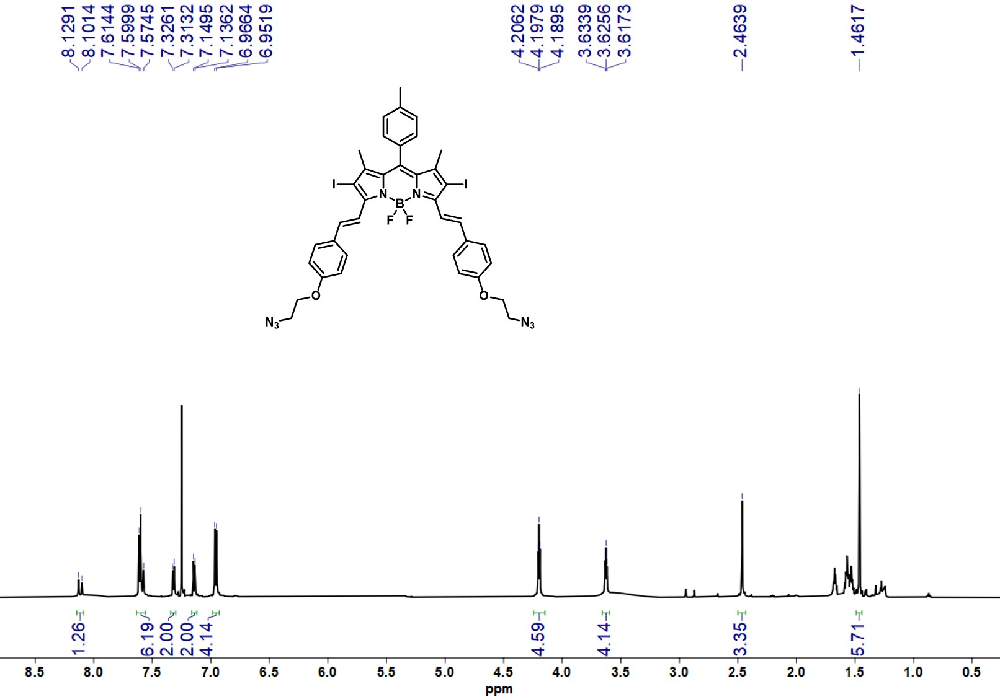 8.1291
8.1014
7.6144
7.5999
7.5745
7.3261
7.3132
7.1495
7.1362
6.9664
6.9519
4.2062
4.1979
4.1895
3.6339
3.6256
3.6173
2.4639
1.4617
I
I
N
N
B
F
F
O
O
N3
N3
1.26
6.19
2.00
2.00
4.14
4.59
4.14
3.35
5.71
8.5 8.0 7.5 7.0 6.5 6.0 5.5 5.0 4.5 4.0 3.5 3.0 2.5 2.0 1.5 1.0 0.5
ppm